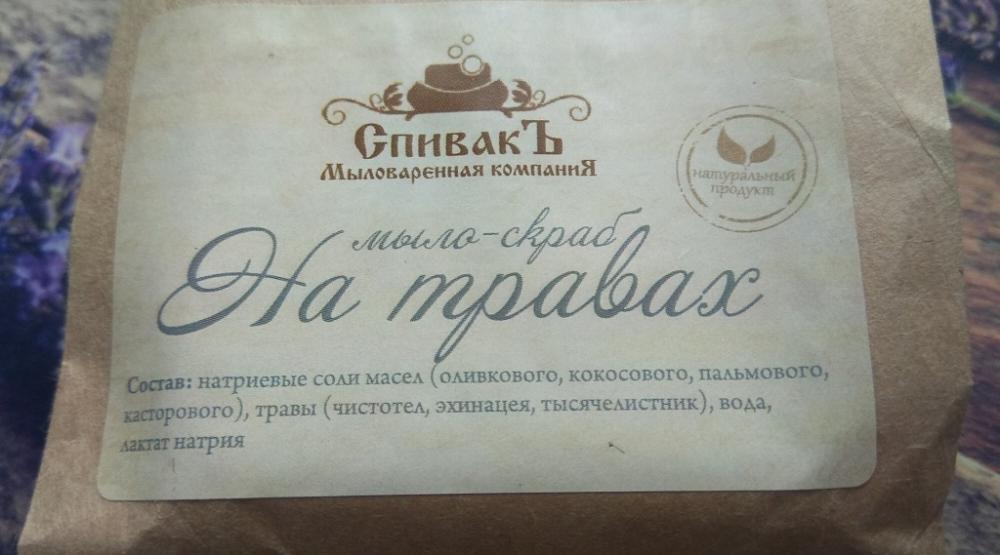 СпивакЪ
Мыловаренная компаниЯ
натуральный
продукт
мыло-скраб
На травах
Состав: натриевые соли масел (оливкового, кокосового, пальмового,
касторового), травы (чистотел, эхинацея, тысячелистник), вода,
лактат натрия